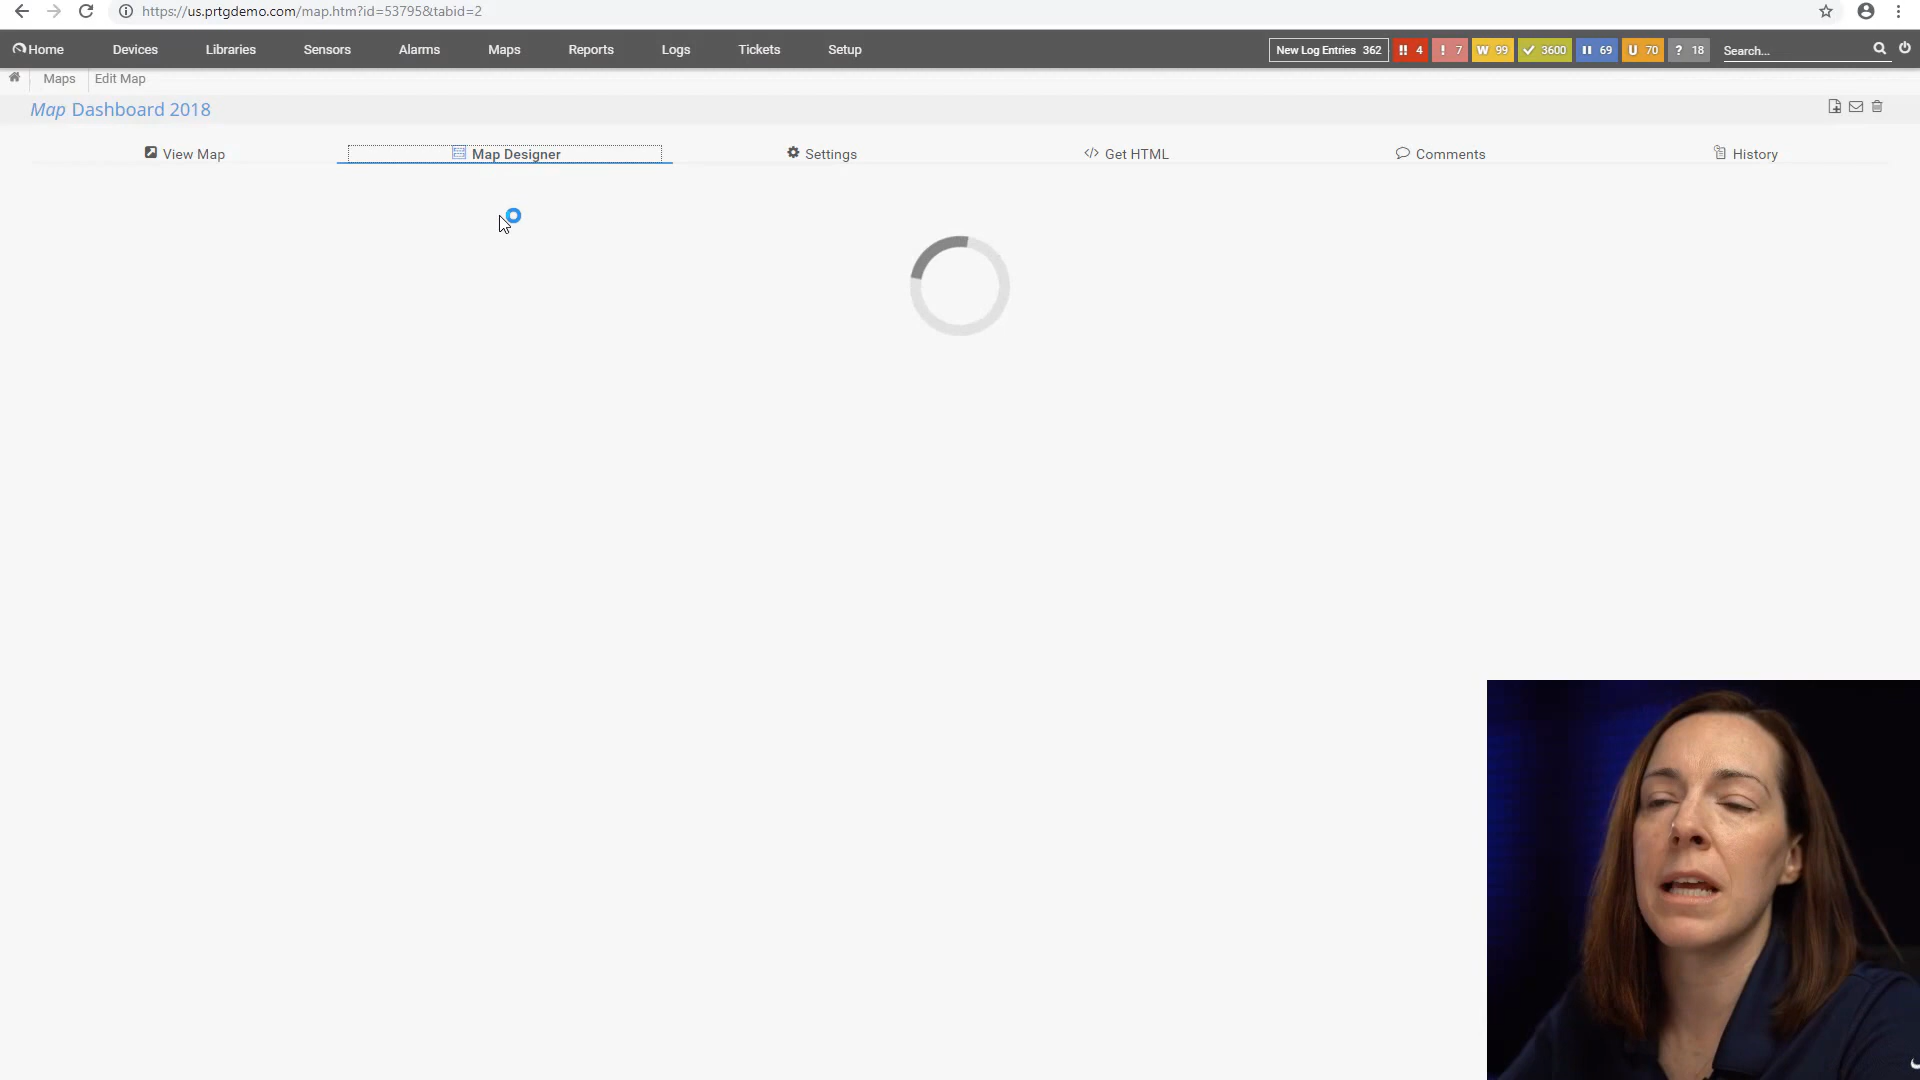 https://us.prtgdemo.com/map.htm?id=53795&tabid=2
Home Devices Libraries Sensors Alarms Maps Reports Logs Tickets Setup New Log Entries 362 !! 4 ! 7 W 99 3600 69 U 70 ? 18 Search...
Maps Edit Map
Map Dashboard 2018
View Map Map Designer Settings </> Get HTML Comments History